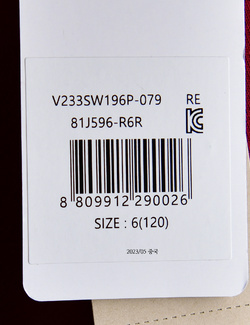 V233SW196P-079 RE
81J596-R6R
8 809912 290026
SIZE : 6(120)
2023/05 중국